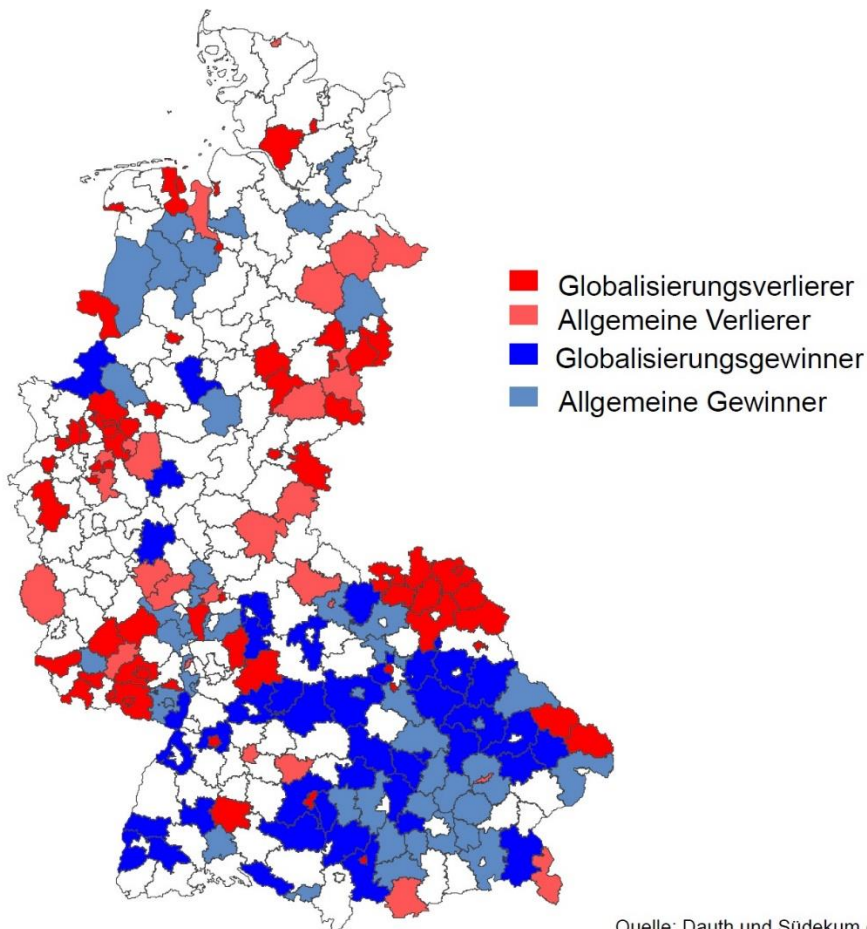 Globalisierungsverlierer
Allgemeine Verlierer
Globalisierungsgewinner
Allgemeine Gewinner
Quelle: Dauth und Südekum